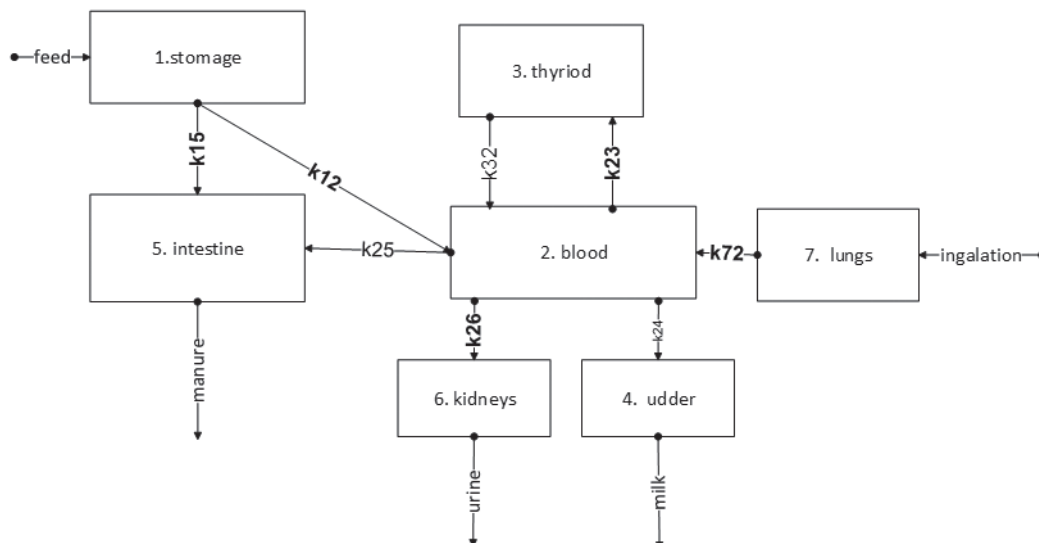 feed
1.stomage
3. thyriod
k15
k12
k32
k23
5. intestine
k25
2. blood
k72
7. lungs
ingalation
manure
k26
k24
6. kidneys
4. udder
urine
milk